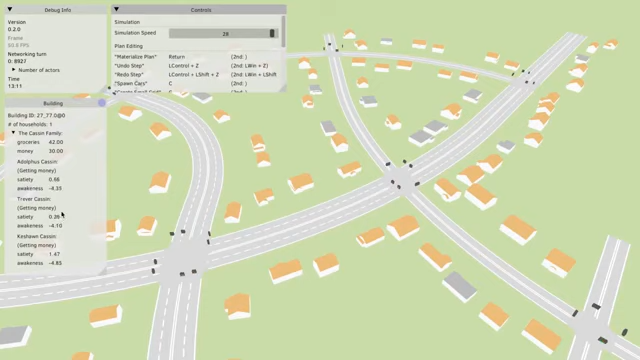 Debug Info
Version
0.2.0
Frame
Networking turn
0: 8927
Number of actors
Time
13:11
Controls
Simulation
Simulation Speed 28
Plan Editing
"Materialize Plan" Return (2nd: )
"Undo Step" LControl + Z (2nd: LWin + Z)
"Redo Step" LControl + LShift + Z (2nd: LWin + LShift
"Spawn Cars" C (2nd: )
Building
Building ID: 27_77.0@0
# of households: 1
The Cassin Family:
groceries 42.00
money 30.00
Adolphus Cassin:
(Getting money)
satiety
awakeness -4.35
Trever Cassin:
(Getting money)
satiety
awakeness -4.10
Keshawn Cassin:
(Getting money)
satiety 1.47
awakeness -4.85